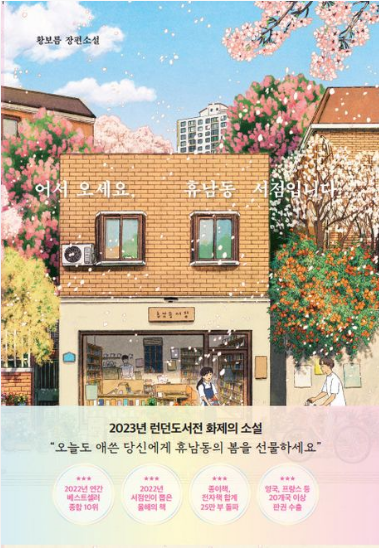 황보름 장편소설
어서 오세요, 휴남동 서점입니다
휴남동 서점
2023년 런던도서전 화제의 소설
“오늘도 애쓴 당신에게 휴남동의 봄을 선물하세요”
★★★
2022년 연간
베스트셀러
종합 10위
★★★
2022년
서점인이 뽑은
올해의 책
★★★
종이책,
전자책 합계
25만 부 돌파
★★★
영국, 프랑스 등
20개국 이상
판권 수출